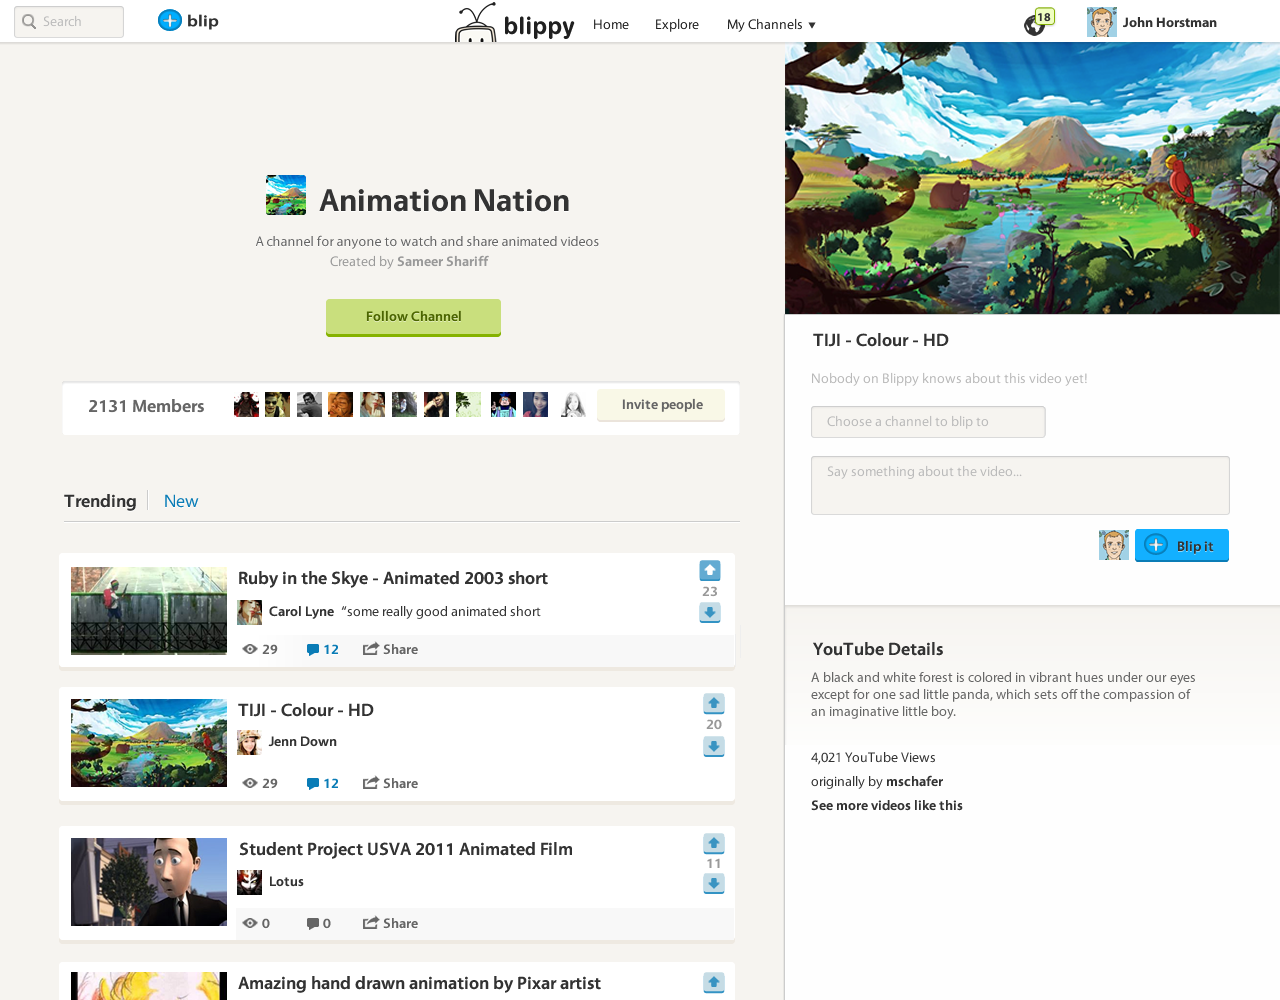 Search
blip
blippy
Home
Explore
My Channels
18
John Horstman
Animation Nation
A channel for anyone to watch and share animated videos
Created by Sameer Shariff
Follow Channel
2131 Members
Invite people
Trending
New
Ruby in the Skye - Animated 2003 short
Carol Lyne “some really good animated short
29
12
Share
23
TIJI - Colour - HD
Jenn Down
29
12
Share
20
Student Project USVA 2011 Animated Film
Lotus
0
0
Share
11
Amazing hand drawn animation by Pixar artist
TIJI - Colour - HD
Nobody on Blippy knows about this video yet!
Choose a channel to blip to
Say something about the video...
Blip it
YouTube Details
A black and white forest is colored in vibrant hues under our eyes
except for one sad little panda, which sets off the compassion of
an imaginative little boy.
4,021 YouTube Views
originally by mschafer
See more videos like this